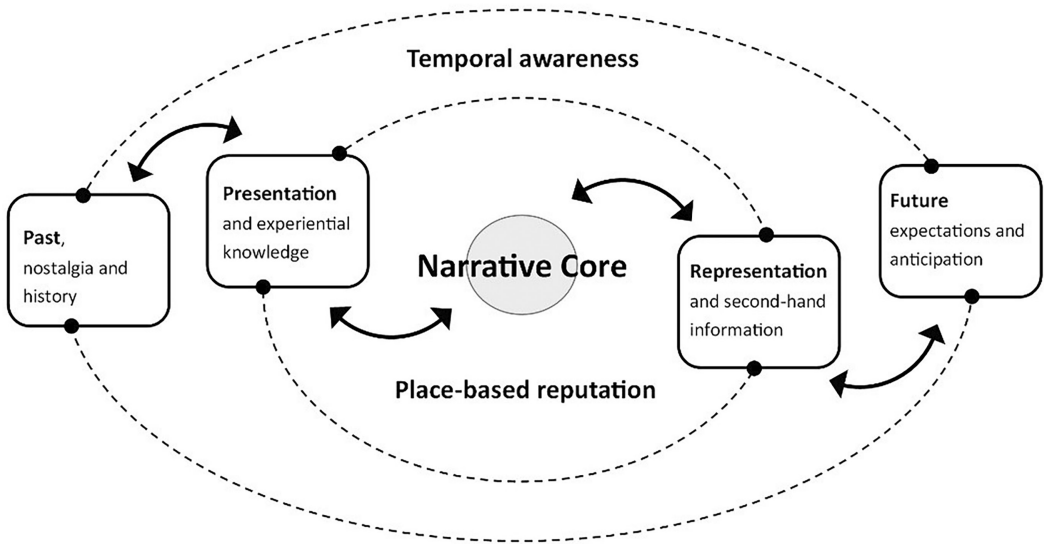 Temporal awareness
Past,
nostalgia and
history
Presentation
and experiential
knowledge
Narrative Core
Representation
and second-hand
information
Future
expectations and
anticipation
Place-based reputation